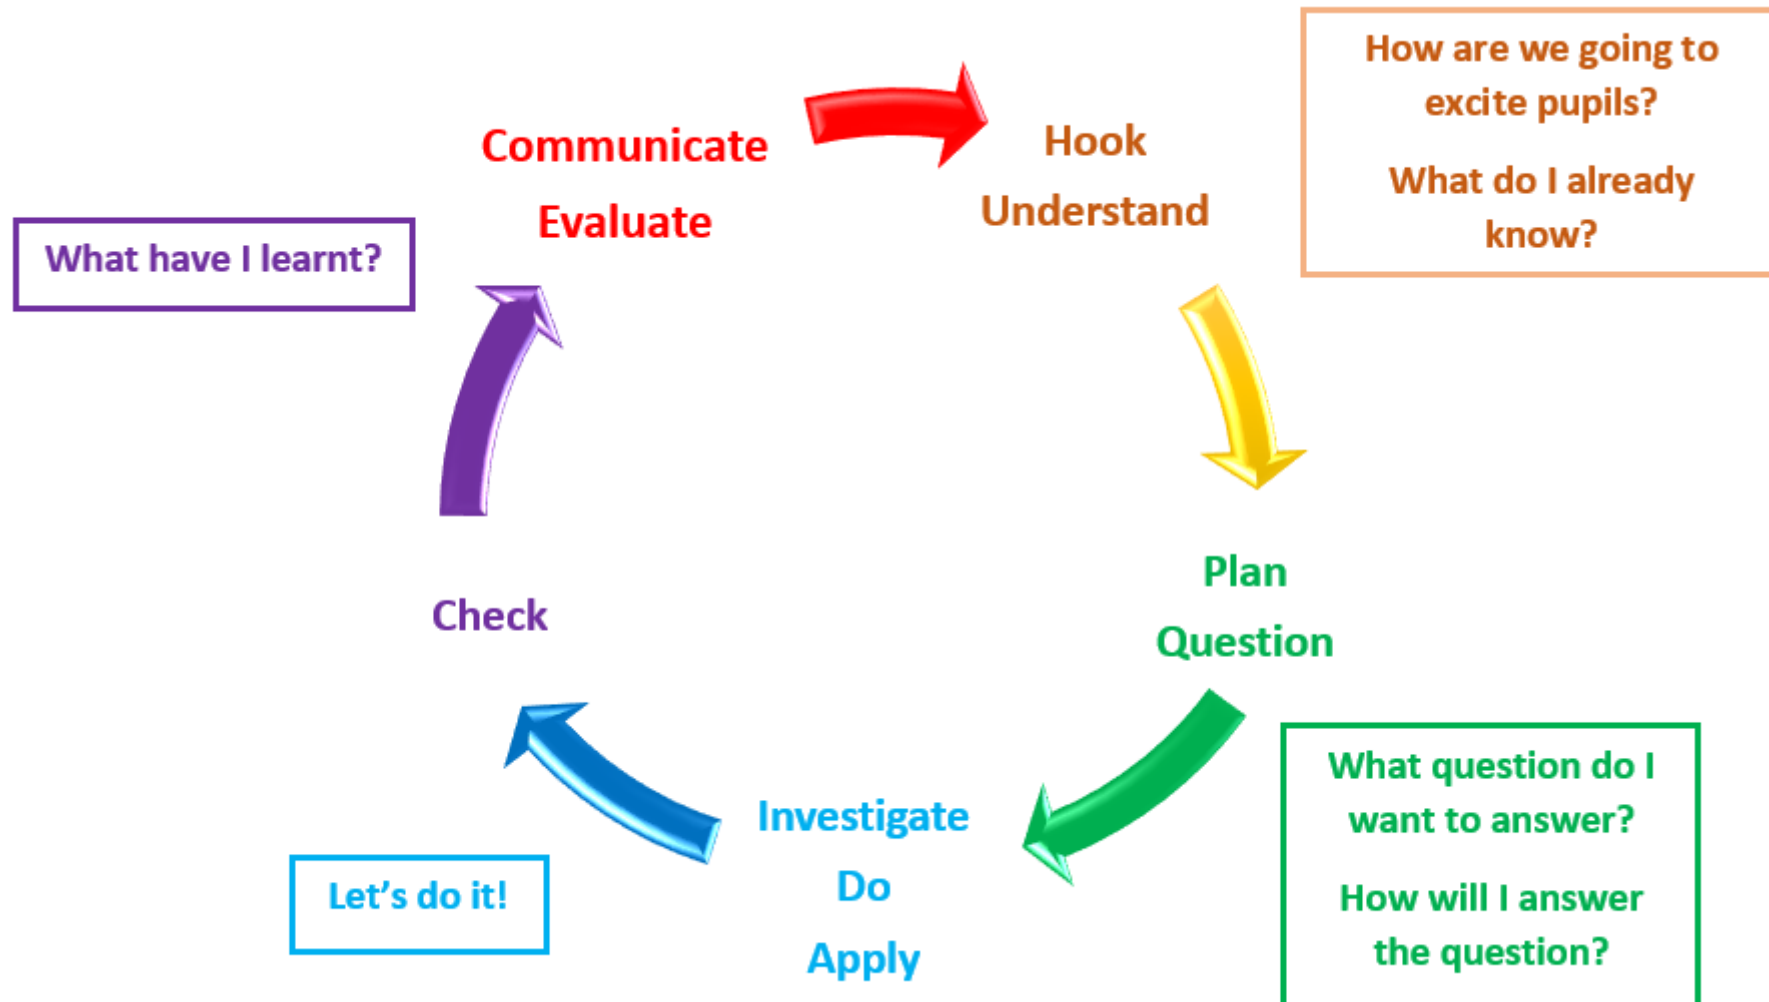 Communicate
Evaluate
Hook
Understand
How are we going to
excite pupils?
What do I already
know?
What have I learnt?
Plan
Question
Check
What question do I
want to answer?
How will I answer
the question?
Investigate
Do
Apply
Let's do it!